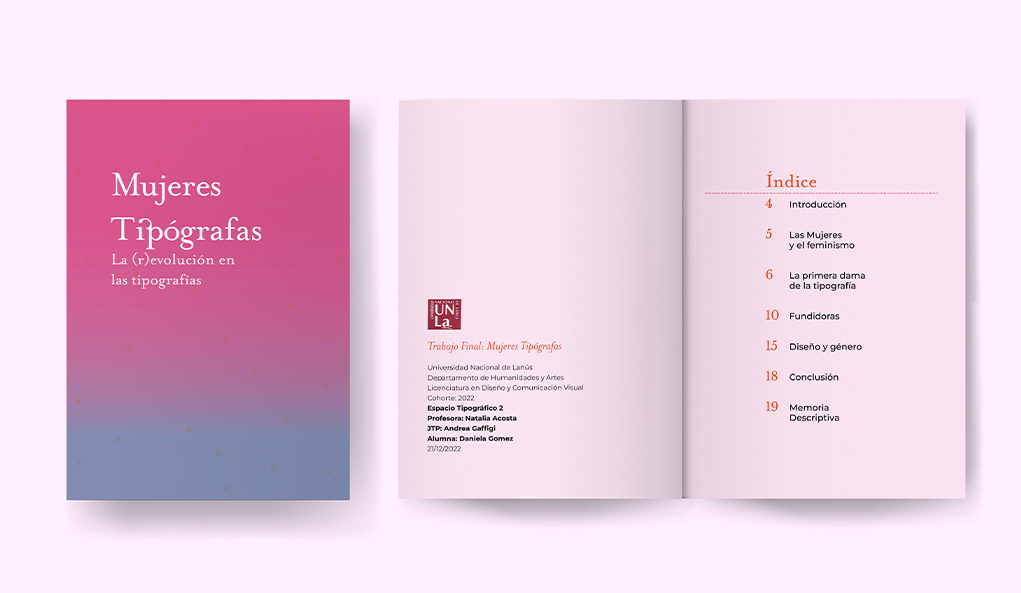 Mujeres
Tipógrafas
La (r)evolución en
las tipografías
UNIVERSIDAD
NACIONAL
DE LANÚS
UN
La
Trabajo Final: Mujeres Tipógrafas
Universidad Nacional de Lanús
Departamento de Humanidades y Artes
Licenciatura en Diseño y Comunicación Visual
Cohorte: 2022
Espacio Tipográfico 2
Profesora: Natalia Acosta
JTP: Andrea Gaffigi
Alumna: Daniela Gomez
21/12/2022
Índice
4 Introducción
5 Las Mujeres
y el feminismo
6 La primera dama
de la tipografía
10 Fundidoras
15 Diseño y género
18 Conclusión
19 Memoria
Descriptiva